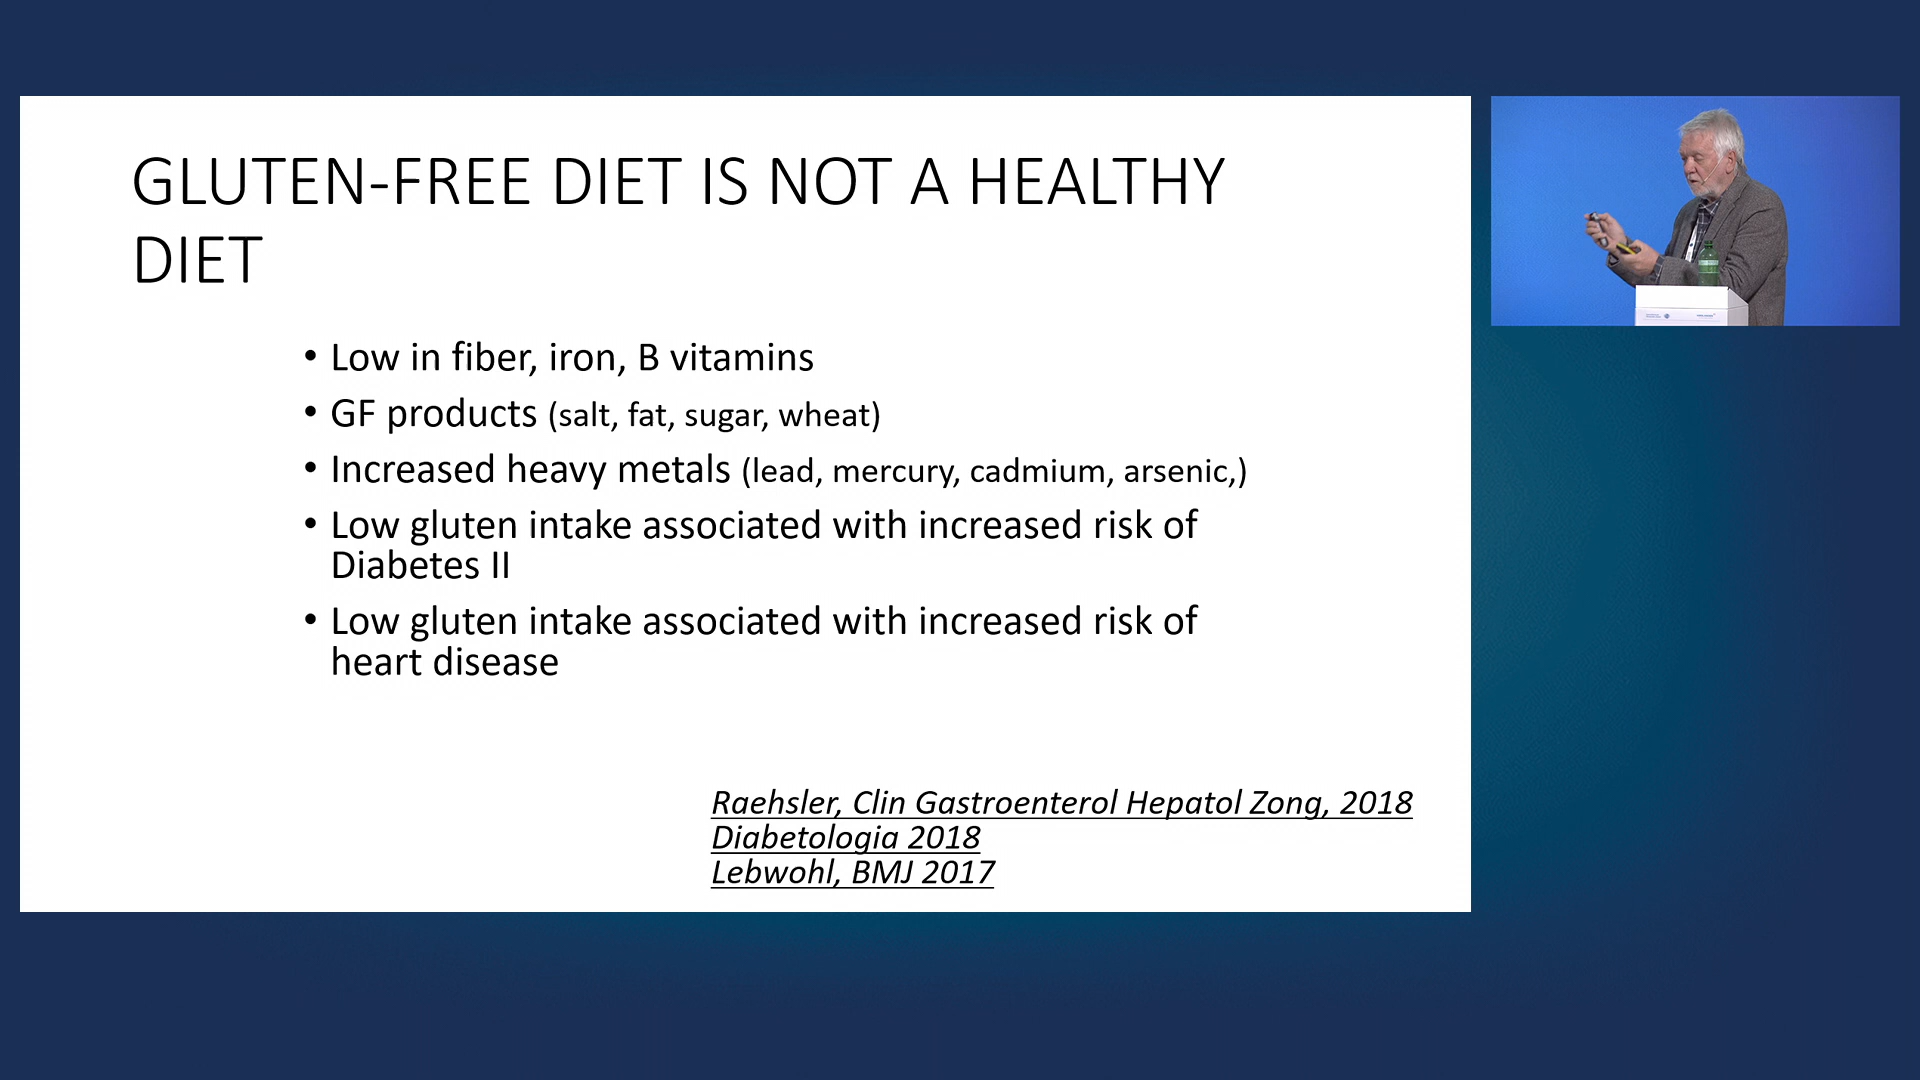 GLUTEN-FREE DIET IS NOT A HEALTHY
DIET
• Low in fiber, iron, B vitamins
• GF products (salt, fat, sugar, wheat)
• Increased heavy metals (lead, mercury, cadmium, arsenic,)
• Low gluten intake associated with increased risk of
Diabetes II
• Low gluten intake associated with increased risk of
heart disease
Raehsler, Clin Gastroenterol Hepatol Zong, 2018
Diabetologia 2018
Lebwohl, BMJ 2017